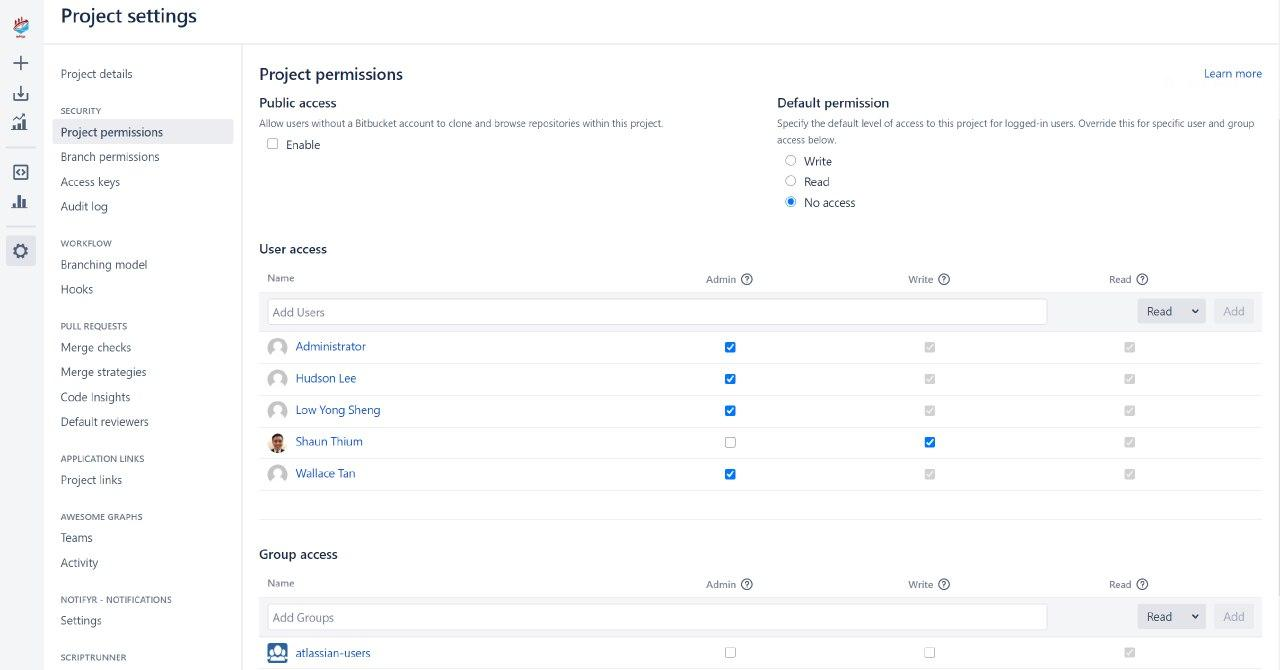 Project settings
Project details
SECURITY
Project permissions
Branch permissions
Access keys
Audit log
WORKFLOW
Branching model
Hooks
PULL REQUESTS
Merge checks
Merge strategies
Code Insights
Default reviewers
APPLICATION LINKS
Project links
AWESOME GRAPHS
Teams
Activity
NOTIFYR - NOTIFICATIONS
Settings
SCRIPTRUNNER
Project permissions
Learn more
Public access
Allow users without a Bitbucket account to clone and browse repositories within this project.
Enable
Default permission
Specify the default level of access to this project for logged-in users. Override this for specific user and group
access below.
Write
Read
No access
User access
Name Admin Write Read
Add Users Read Add
Administrator
Hudson Lee
Low Yong Sheng
Shaun Thium
Wallace Tan
Group access
Name Admin Write Read
Add Groups Read Add
atlassian-users